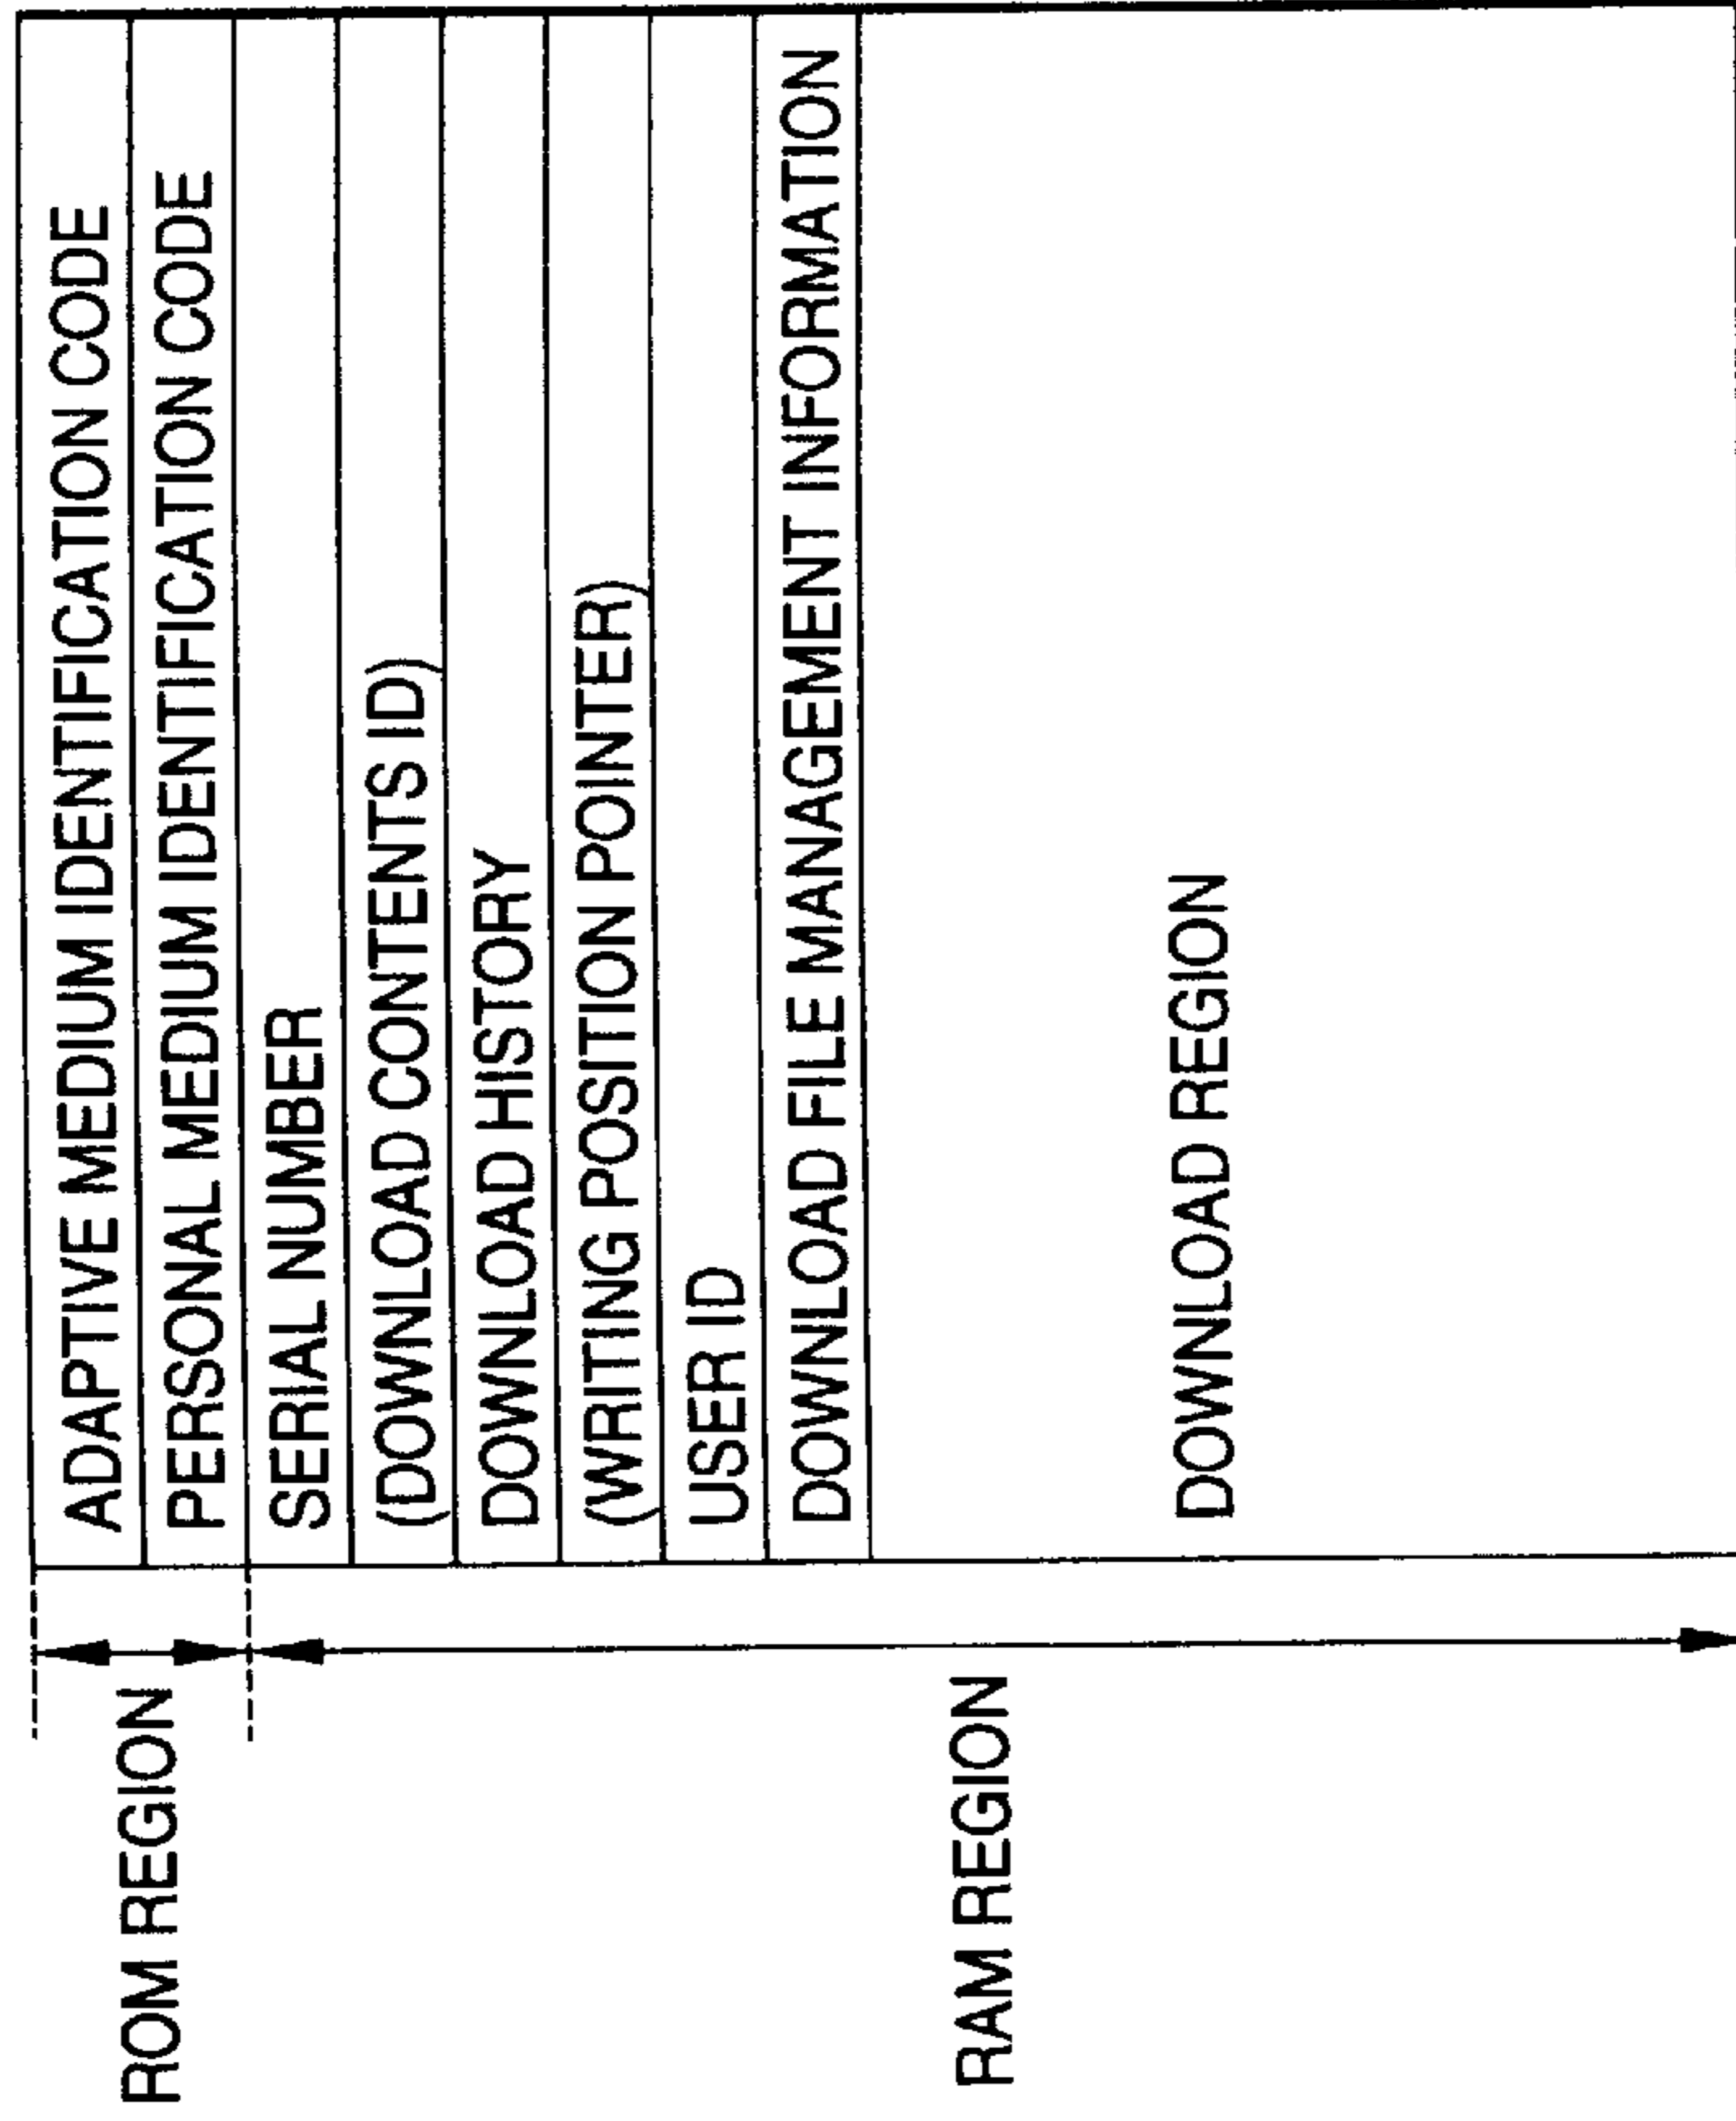 ROM REGION
ADAPTIVE MEDIUM IDENTIFICATION CODE
PERSONAL MEDIUM IDENTIFICATION CODE
RAM REGION
SERIAL NUMBER
(DOWNLOAD CONTENTS ID)
DOWNLOAD HISTORY
(WRITING POSITION POINTER)
USER ID
DOWNLOAD FILE MANAGEMENT INFORMATION
DOWNLOAD REGION